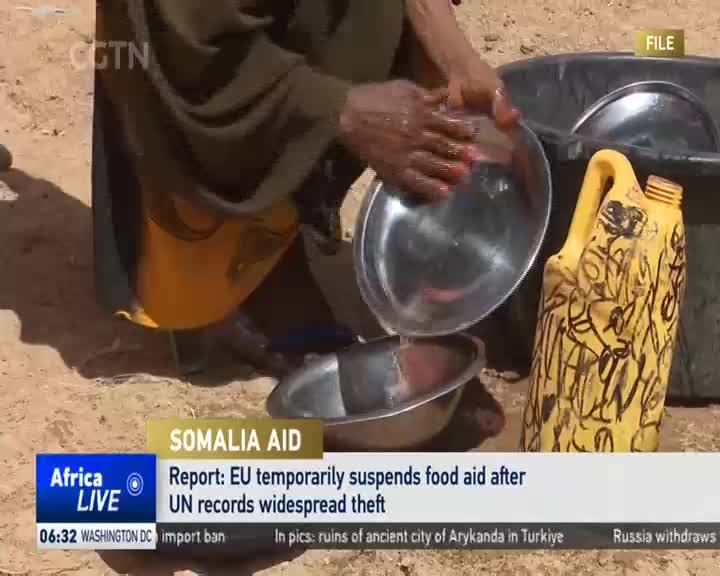 CGTN
FILE
SOMALIA AID
Africa LIVE
Report: EU temporarily suspends food aid after
UN records widespread theft
06:32 WASHINGTON DC
import ban
In pics: ruins of ancient city of Arykanda in Turkiye
Russia withdraws